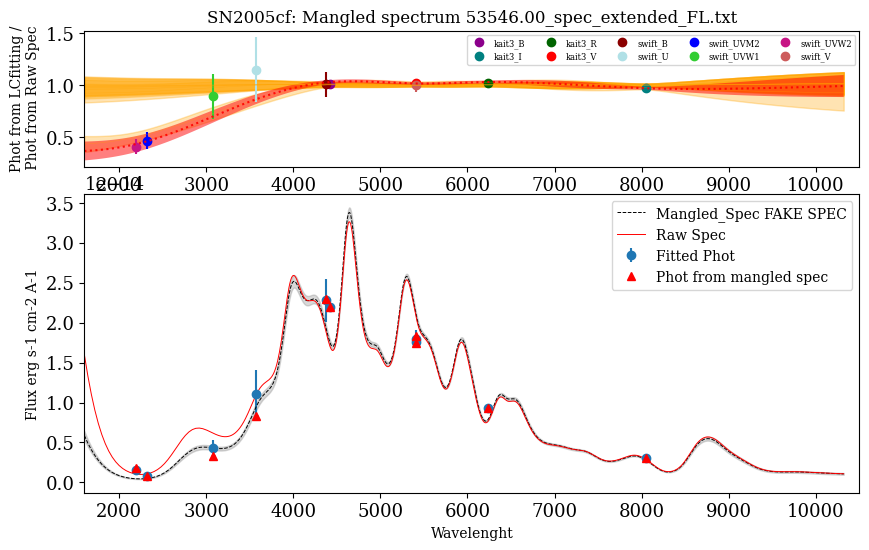 SN2005cf: Mangled spectrum 53546.00_spec_extended_FL.txt
Phot from LCfitting /
Phot from Raw Spec
1.5
1.0
0.5
kait3_B kait3_R swift_B swift_UVM2 swift_UVW2
kait3_I kait3_V swift_U swift_UVW1 swift_V
2000 3000 4000 5000 6000 7000 8000 9000 10000
1e−14
Flux erg s-1 cm-2 A-1
3.5
3.0
2.5
2.0
1.5
1.0
0.5
0.0
Mangled_Spec FAKE SPEC
Raw Spec
Fitted Phot
Phot from mangled spec
2000 3000 4000 5000 6000 7000 8000 9000 10000
Wavelenght